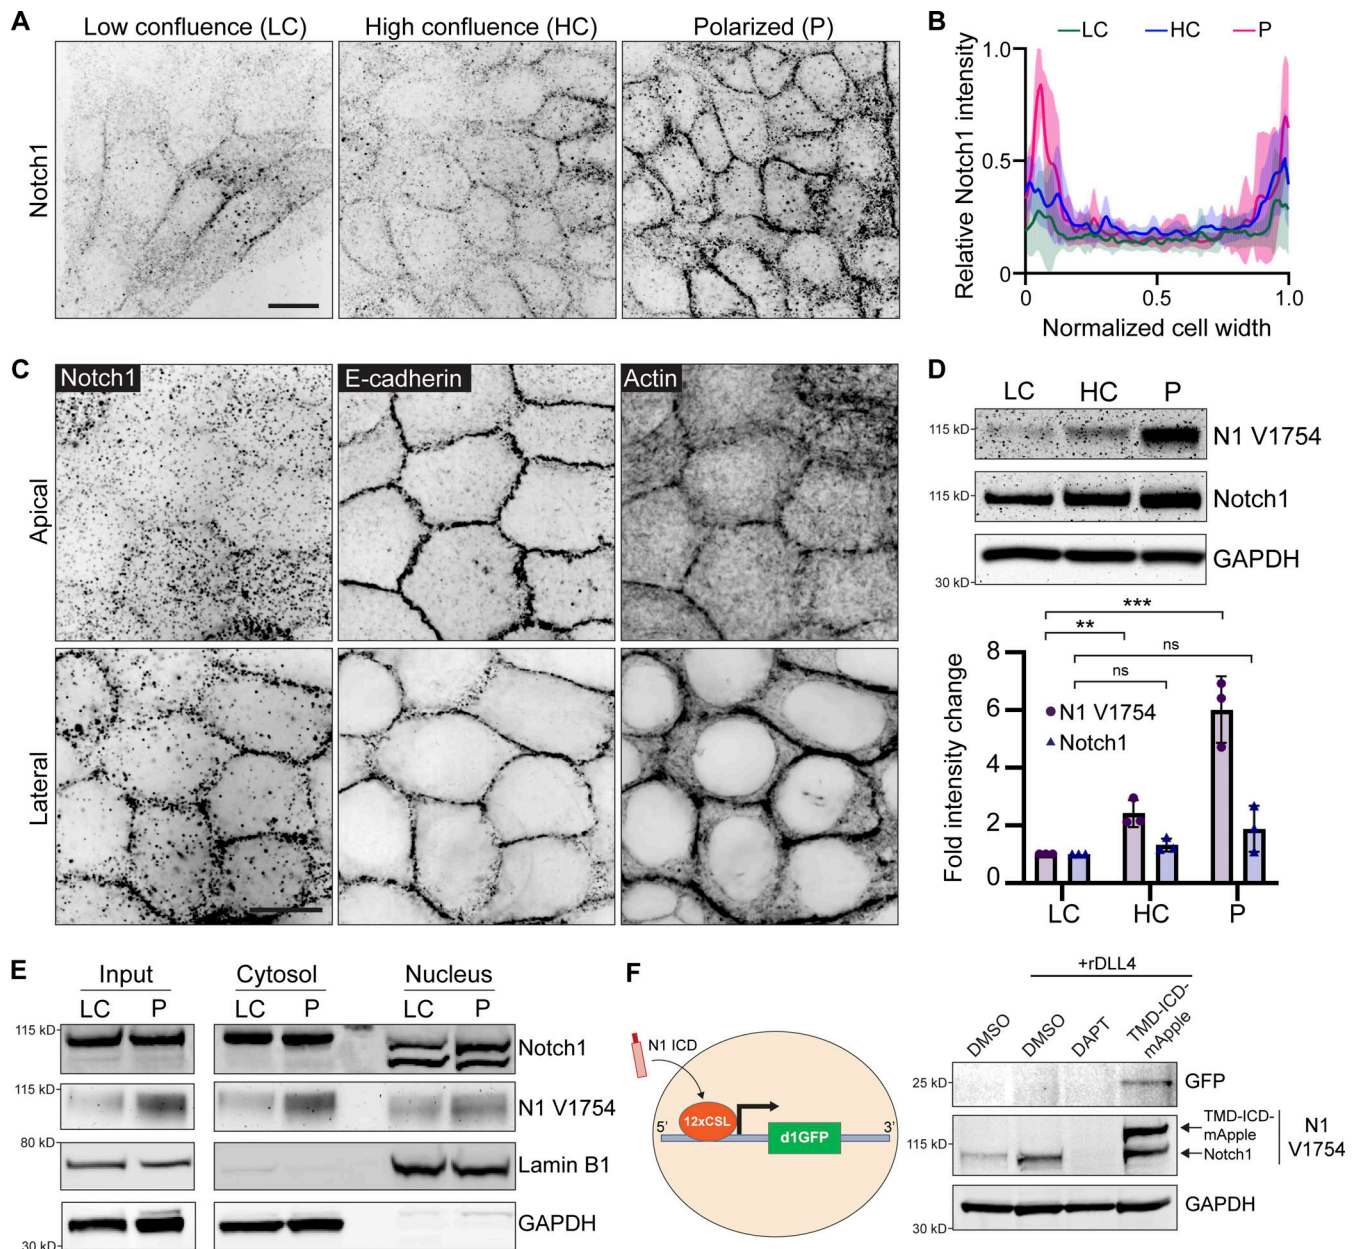 A
Low confluence (LC)
High confluence (HC)
Polarized (P)
Notch1
B
LC HC P
Relative Notch1 intensity
1.0
0.5
0
0 0.5 1.0
Normalized cell width
C
Notch1
E-cadherin
Actin
Apical
Lateral
D
LC HC P
115 kD
N1 V1754
115 kD
Notch1
GAPDH
30 kD
***
**
ns
ns
Fold intensity change
8
6
4
2
0
N1 V1754
Notch1
LC HC P
E
Input Cytosol Nucleus
LC P LC P LC P
115 kD
Notch1
115 kD
N1 V1754
80 kD
Lamin B1
GAPDH
30 kD
F
N1 ICD
5'
12xCSL
d1GFP
3'
+rDLL4
DMSO
DMSO
DAPT
TMD-ICD-
mApple
25 kD
GFP
TMD-ICD-
mApple
115 kD
Notch1
N1
V1754
GAPDH
30 kD